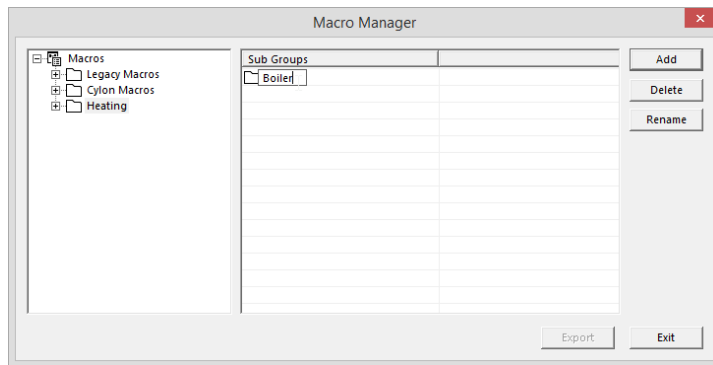 Macro Manager
Macros
Legacy Macros
Cylon Macros
Heating
Sub Groups
Boiler
Add
Delete
Rename
Export
Exit